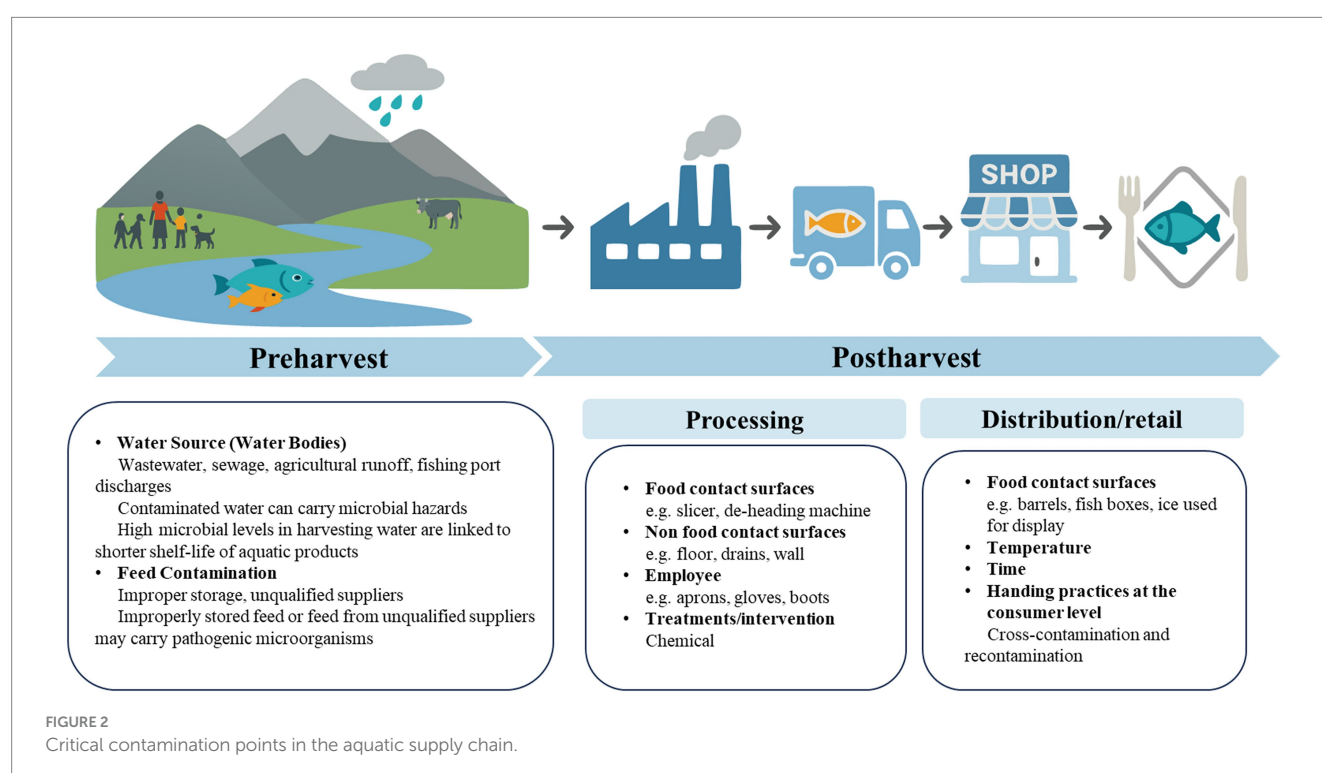 SHOP
Preharvest
Postharvest
• Water Source (Water Bodies)
Wastewater, sewage, agricultural runoff, fishing port
discharges
Contaminated water can carry microbial hazards
High microbial levels in harvesting water are linked to
shorter shelf-life of aquatic products
• Feed Contamination
Improper storage, unqualified suppliers
Improperly stored feed or feed from unqualified suppliers
may carry pathogenic microorganisms
Processing
• Food contact surfaces
e.g. slicer, de-heading machine
• Non food contact surfaces
e.g. floor, drains, wall
• Employee
e.g. aprons, gloves, boots
• Treatments/intervention
Chemical
Distribution/retail
• Food contact surfaces
e.g. barrels, fish boxes, ice used
for display
• Temperature
• Time
• Handing practices at the
consumer level
Cross-contamination and
recontamination
FIGURE 2
Critical contamination points in the aquatic supply chain.